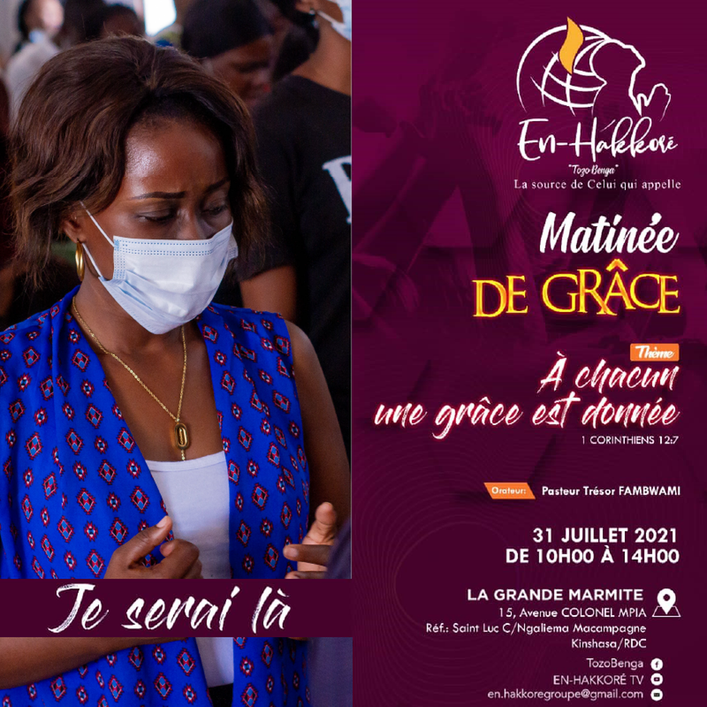 Je serai là
En-Hakkoré
"Tozo Benga"
La source de Celui qui appelle
Matinée
DE GRÂCE
Thème
À chacun
une grâce est donnée
1 CORINTHIENS 12:7
Orateur: Pasteur Trésor FAMBWAMI
31 JUILLET 2021
DE 10H00 À 14H00
LA GRANDE MARMITE
15, Avenue COLONEL MPIA
Réf.: Saint Luc C/Ngaliema Macampagne
Kinshasa/RDC
TozoBenga
EN-HAKKORÉ TV
en.hakkoregroupe@gmail.com